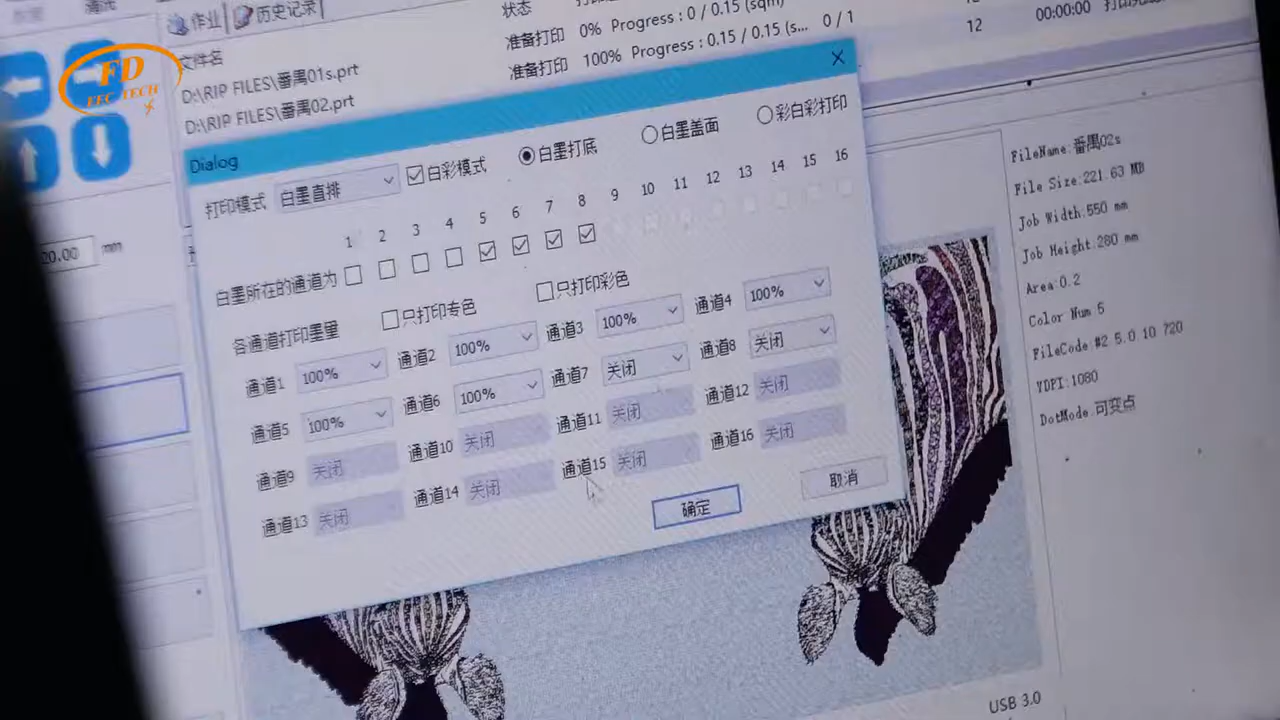 FD
EFC TECH
作业
历史记录
状态
文件名
准备打印 0% Progress : 0 / 0.15 (sqm)
D:\RIP FILES\番禺01s.prt
准备打印 100% Progress : 0.15 / 0.15 (s... 0 / 1
D:\RIP FILES\番禺02.prt
12 00:00:00
Dialog
打印模式 白墨直排 白彩模式 白墨打底 白墨盖面 彩白彩打印
1 2 3 4 5 6 7 8 9 10 11 12 13 14 15 16
白墨所在的通道为
只打印专色 只打印彩色
各通道打印墨量
通道1 100% 通道2 100% 通道3 100% 通道4 100%
通道5 100% 通道6 100% 通道7 关闭 通道8 关闭
通道9 关闭 通道10 关闭 通道11 关闭 通道12 关闭
通道13 关闭 通道14 关闭 通道15 关闭 通道16 关闭
确定 取消
20.00 mm
FileName:番禺02s
File Size:221.63 MB
Job Width:550 mm
Job Height:280 mm
Area:0.2
Color Num 5
FileCode:#2 5.0 10 720
YDPI:1080
DotMode:可变点
USB 3.0